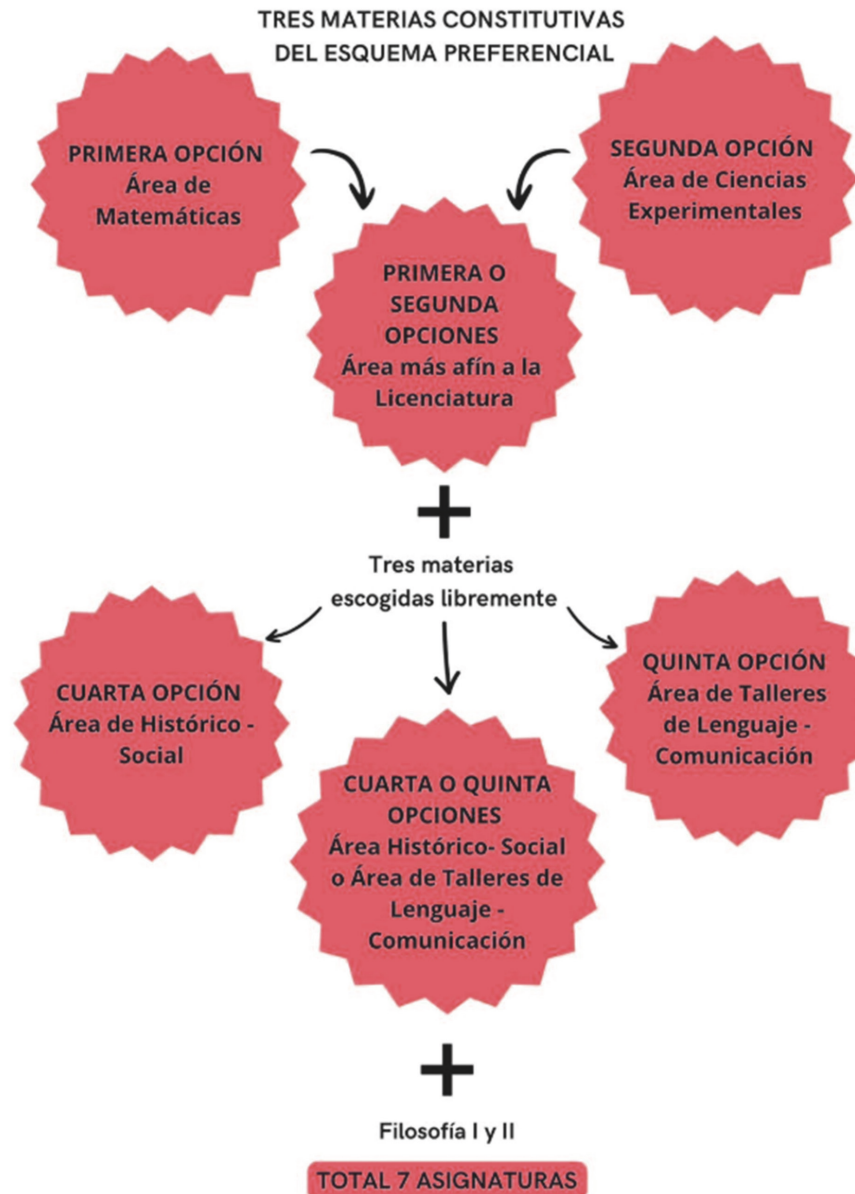 TRES MATERIAS CONSTITUTIVAS
DEL ESQUEMA PREFERENCIAL
PRIMERA OPCIÓN
Área de
Matemáticas
SEGUNDA OPCIÓN
Área de Ciencias
Experimentales
PRIMERA O
SEGUNDA
OPCIONES
Área más afín a la
Licenciatura
+
Tres materias
escogidas libremente
CUARTA OPCIÓN
Área de Histórico -
Social
QUINTA OPCIÓN
Área de Talleres
de Lenguaje -
Comunicación
CUARTA O QUINTA
OPCIONES
Área Histórico- Social
o Área de Talleres de
Lenguaje -
Comunicación
+
Filosofía I y II
TOTAL 7 ASIGNATURAS